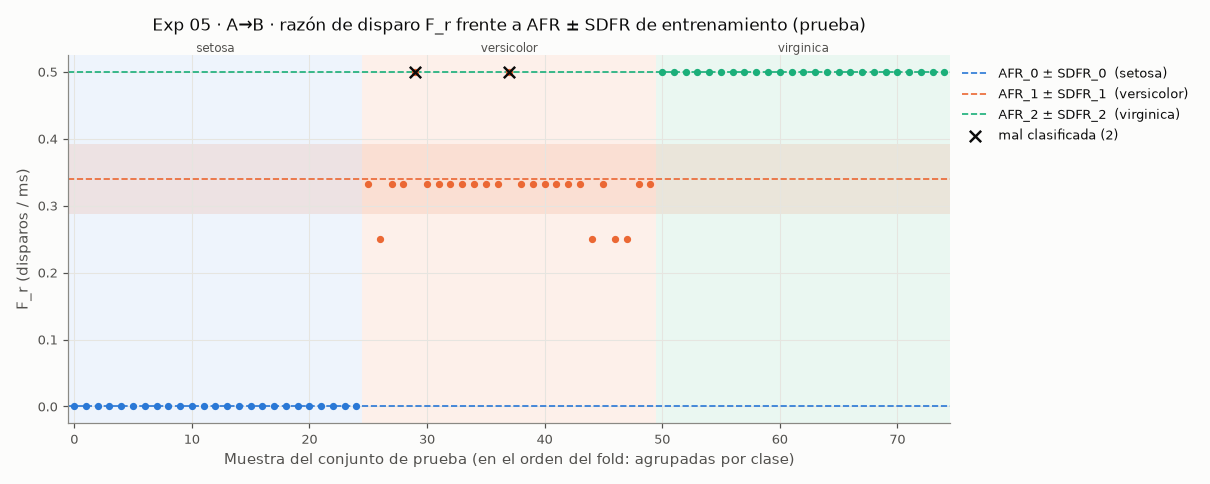 Exp 05 · A→B · razón de disparo F_r frente a AFR ± SDFR de entrenamiento (prueba)
setosa
versicolor
virginica
0.5
0.4
0.3
0.2
0.1
0.0
F_r (disparos / ms)
0
10
20
30
40
50
60
70
Muestra del conjunto de prueba (en el orden del fold: agrupadas por clase)
AFR_0 ± SDFR_0 (setosa)
AFR_1 ± SDFR_1 (versicolor)
AFR_2 ± SDFR_2 (virginica)
mal clasificada (2)